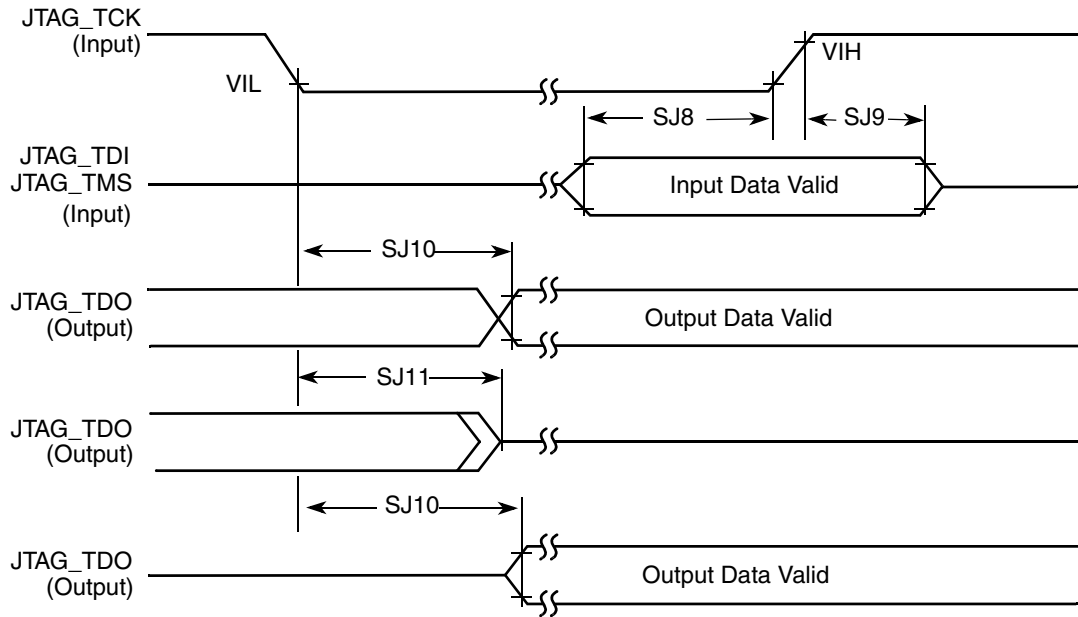 JTAG_TCK
(Input)
VIL
VIH
SJ8
SJ9
JTAG_TDI
JTAG_TMS
(Input)
Input Data Valid
SJ10
JTAG_TDO
(Output)
Output Data Valid
SJ11
JTAG_TDO
(Output)
SJ10
JTAG_TDO
(Output)
Output Data Valid